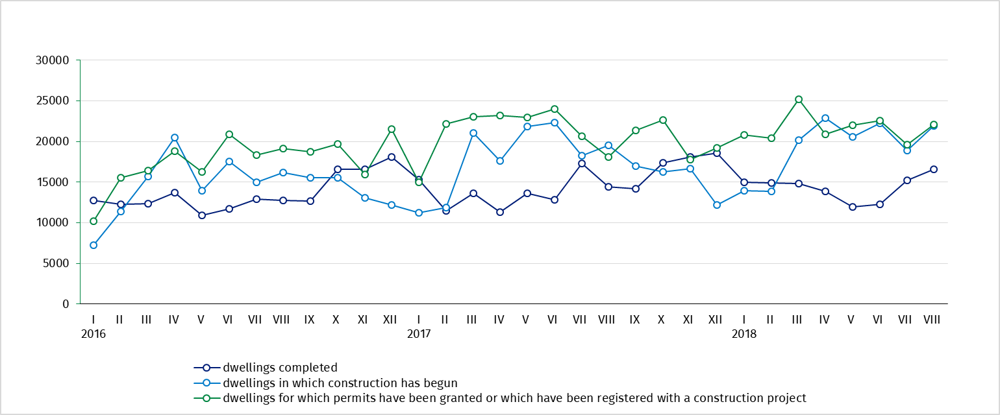 30000
25000
20000
15000
10000
5000
0
I II III IV V VI VII VIII IX X XI XII I II III IV V VI VII VIII IX X XI XII I II III IV V VI VII VIII
2016 2017 2018
dwellings completed
dwellings in which construction has begun
dwellings for which permits have been granted or which have been registered with a construction project